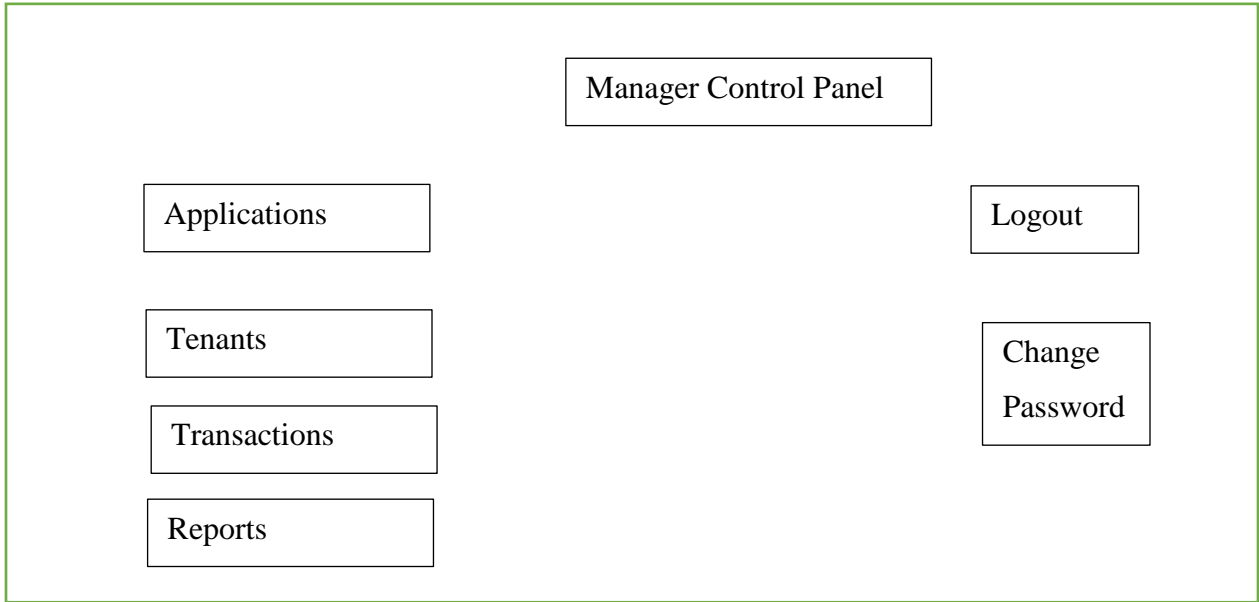 Manager Control Panel
Applications
Logout
Tenants
Change
Password
Transactions
Reports